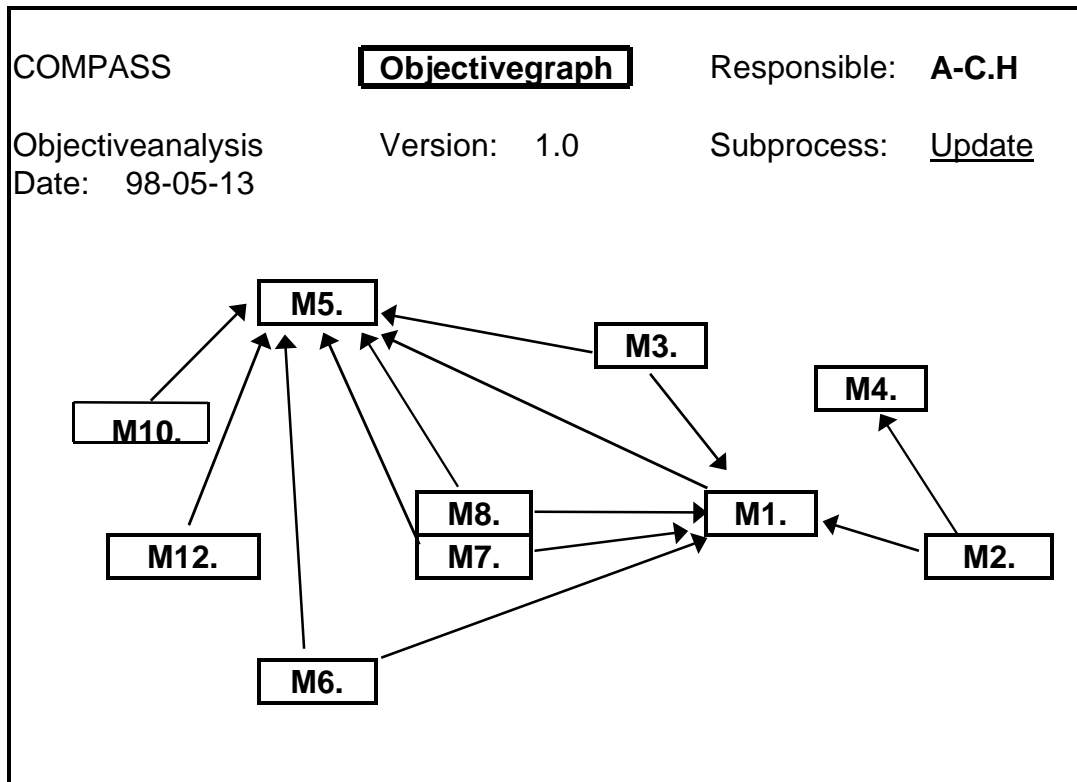 COMPASS Objectivegraph Responsible: A-C.H
Objectiveanalysis Version: 1.0 Subprocess: Update
Date: 98-05-13
M5.
M3.
M4.
M10.
M8. M1.
M12. M7. M2.
M6.